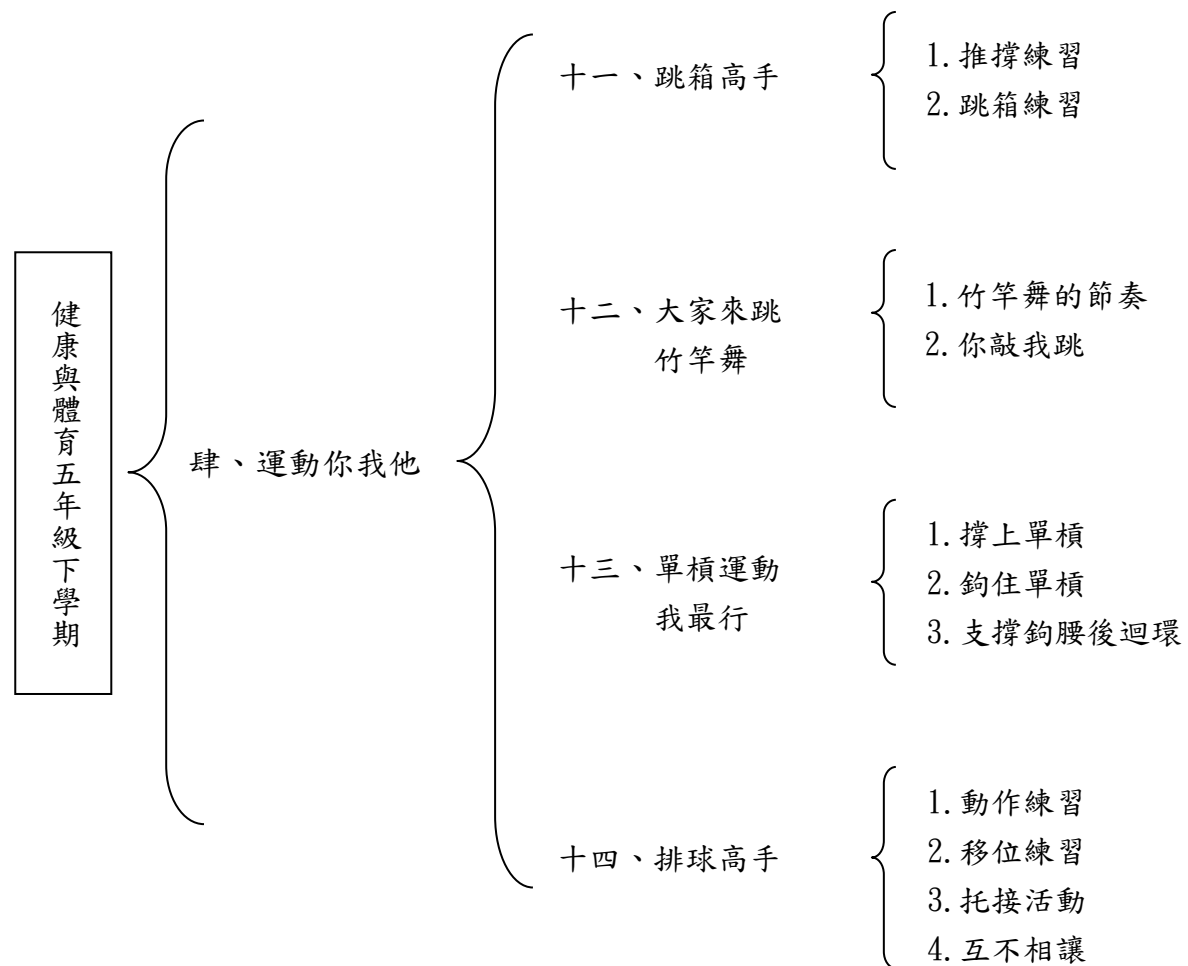 健康與體育五年級下學期
肆、運動你我他
十一、跳箱高手
1.推撐練習
2.跳箱練習
十二、大家來跳
竹竿舞
1.竹竿舞的節奏
2.你敲我跳
十三、單槓運動
我最行
1.撐上單槓
2.鉤住單槓
3.支撐鉤腰後迴環
十四、排球高手
1.動作練習
2.移位練習
3.托接活動
4.互不相讓